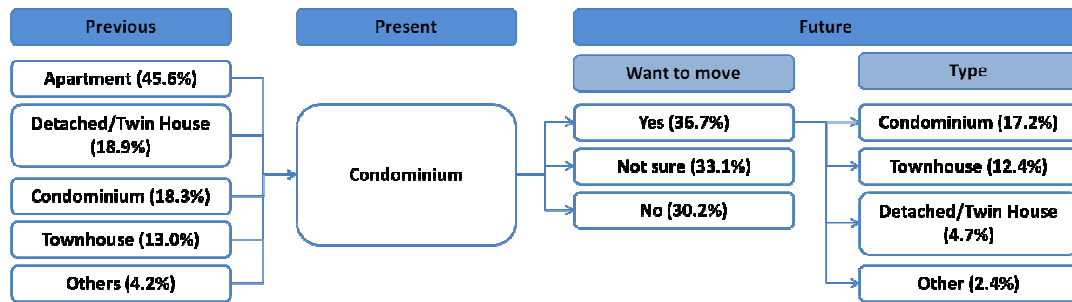 Previous
Present
Future
Apartment (45.6%)
Detached/Twin House
(18.9%)
Condominium (18.3%)
Townhouse (13.0%)
Others (4.2%)
Condominium
Want to move
Yes (36.7%)
Not sure (33.1%)
No (30.2%)
Type
Condominium (17.2%)
Townhouse (12.4%)
Detached/Twin House
(4.7%)
Other (2.4%)